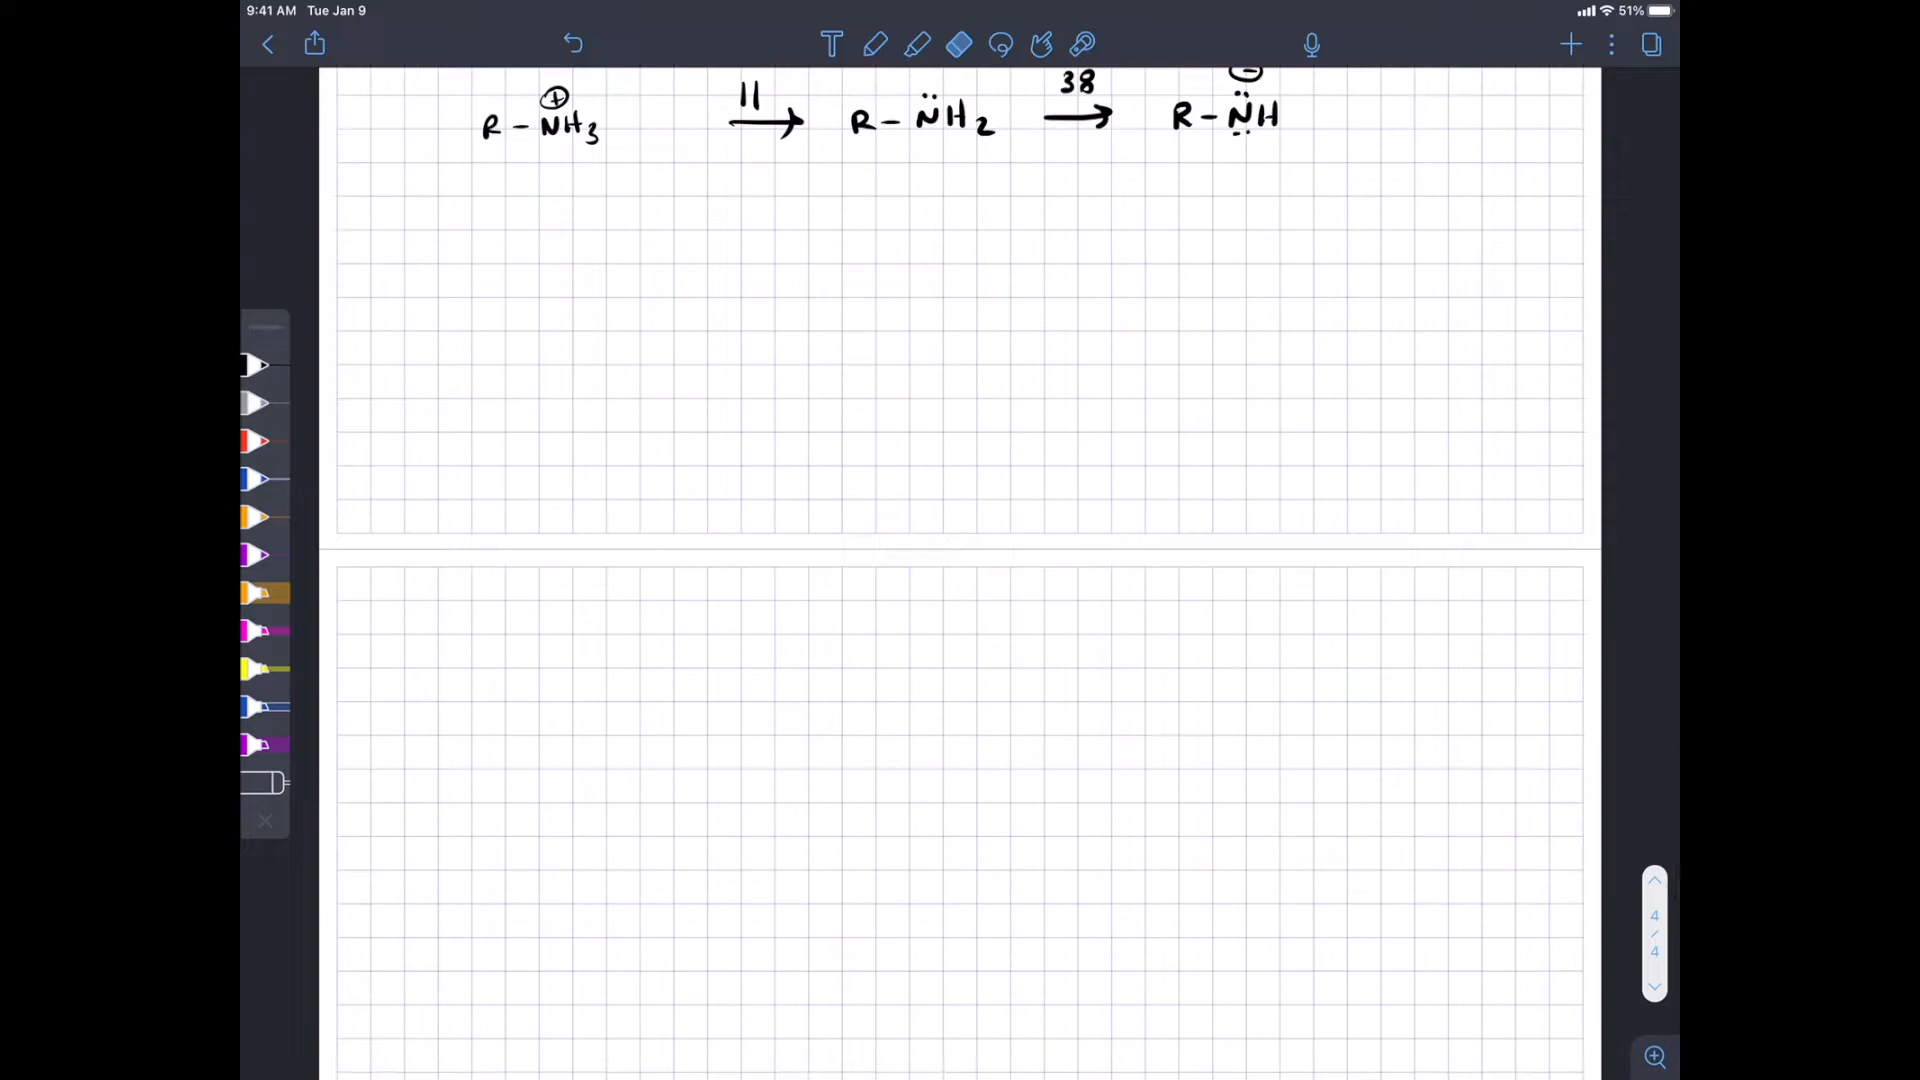 9:41 AM Tue Jan 9
51%
⊕ 11 38 ⊖
R - NH3 → R - N̈H2 → R - N̤̈H
4
/
4